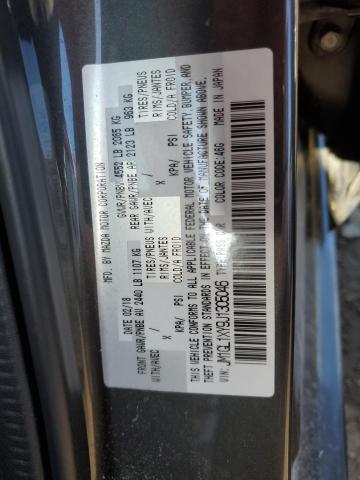 MFD. BY MAZDA MOTOR CORPORATION
DATE 02/18 GVWR/PNBV 4552 LB 2065 KG
FRONT GAWR/PNBE AV 2440 LB 1107 KG REAR GAWR/PNBE AR 2123 LB 963 KG
WITH/AVEC TIRES/PNEUS WITH/AVEC TIRES/PNEUS
X RIMS/JANTES X RIMS/JANTES
KPA/ PSI COLD/A FROID KPA/ PSI COLD/A FROID
THIS VEHICLE CONFORMS TO ALL APPLICABLE FEDERAL MOTOR VEHICLE SAFETY, BUMPER, AND
THEFT PREVENTION STANDARDS IN EFFECT ON THE DATE OF MANUFACTURE SHOWN ABOVE.
MADE IN JAPAN
COLOR CODE: 46G